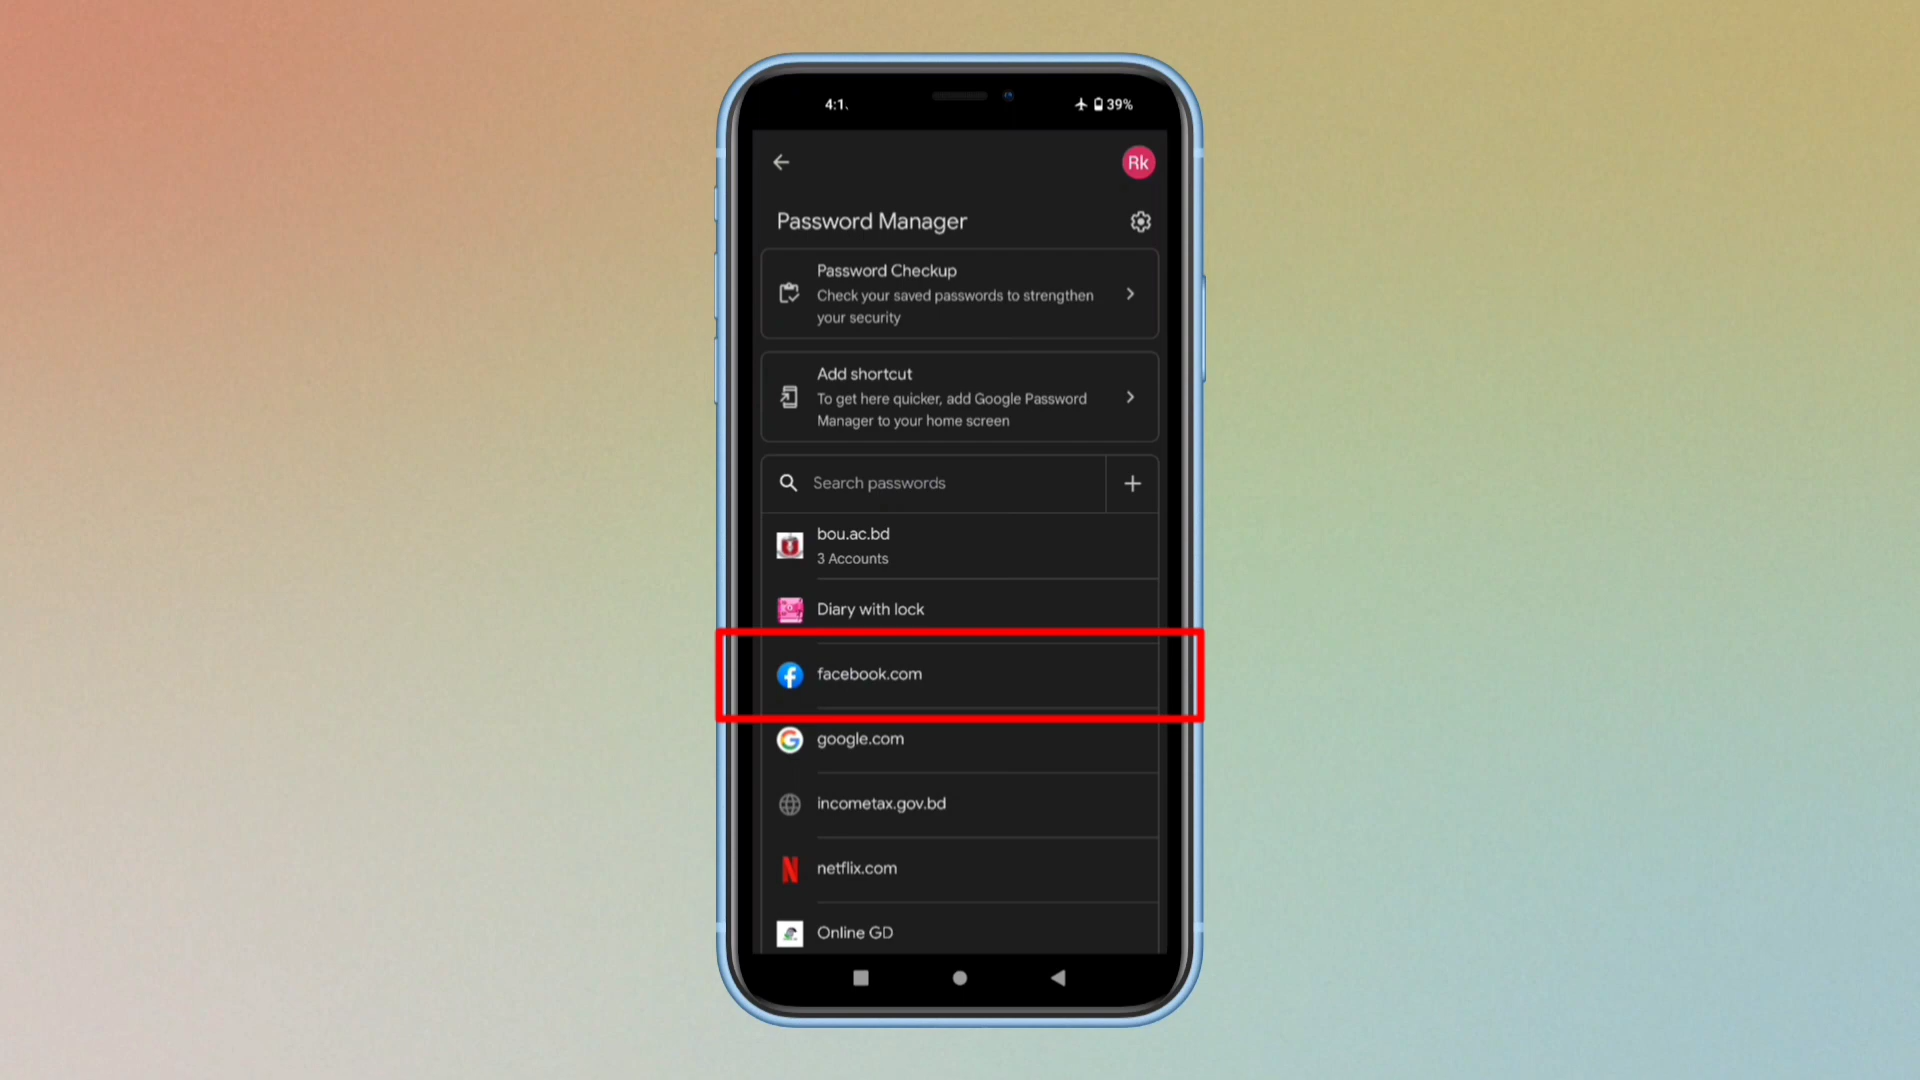 4:1
39%
Rk
Password Manager
Password Checkup
Check your saved passwords to strengthen
your security
Add shortcut
To get here quicker, add Google Password
Manager to your home screen
Search passwords
bou.ac.bd
3 Accounts
Diary with lock
facebook.com
google.com
incometax.gov.bd
netflix.com
Online GD